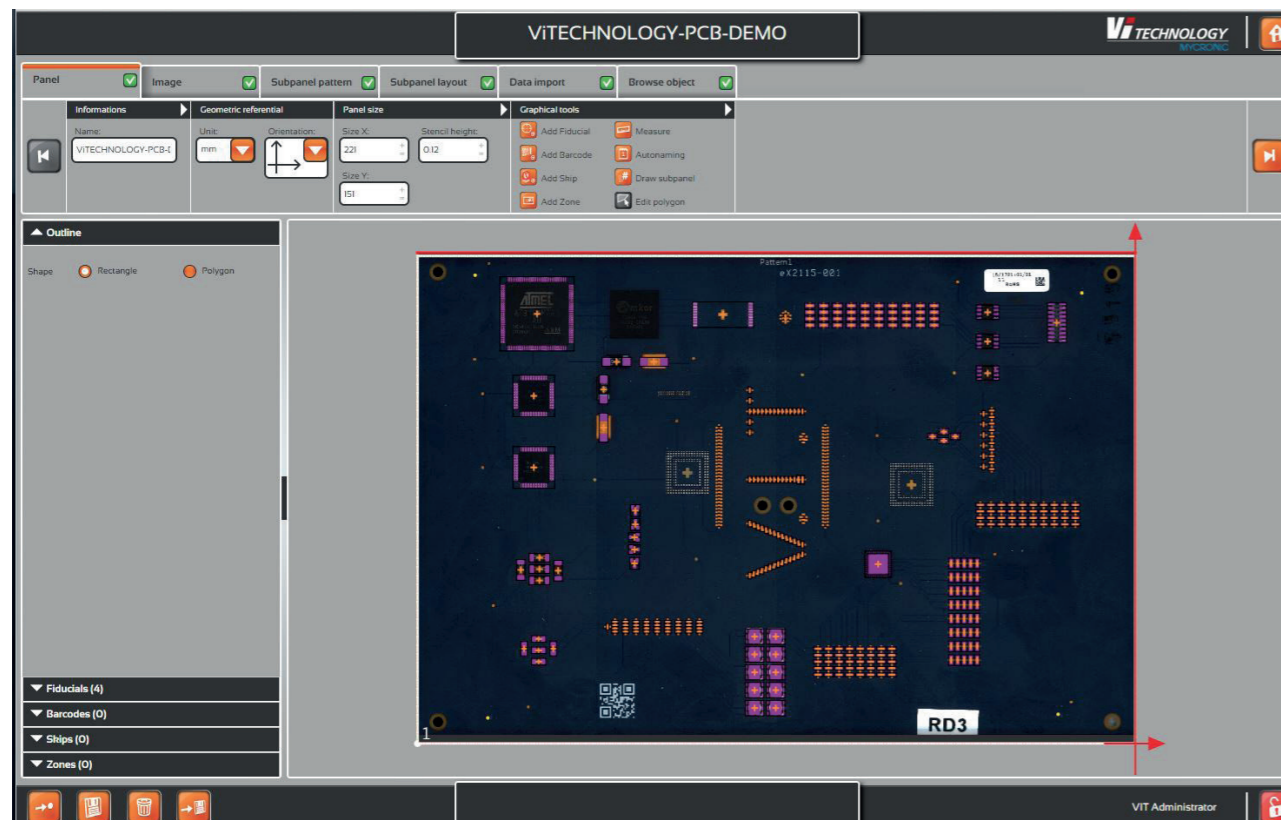 ViTECHNOLOGY-PCB-DEMO
Vi TECHNOLOGY
MYCRONIC
Panel
Image
Subpanel pattern
Subpanel layout
Data import
Browse object
Informations
Geometric referential
Panel size
Graphical tools
Name:
Unit:
Orientation:
Size X:
Stencil height:
Add Fiducial
Measure
ViTECHNOLOGY-PCB-
mm
221
0.12
Add Barcode
Autonaming
Size Y:
Add Skip
Draw subpanel
151
Add Zone
Edit polygon
Outline
Shape
Rectangle
Polygon
Pattern1
eX2115-001
RoHS
ATMEL
RD3
1
Fiducials (4)
Barcodes (0)
Skips (0)
Zones (0)
VIT Administrator